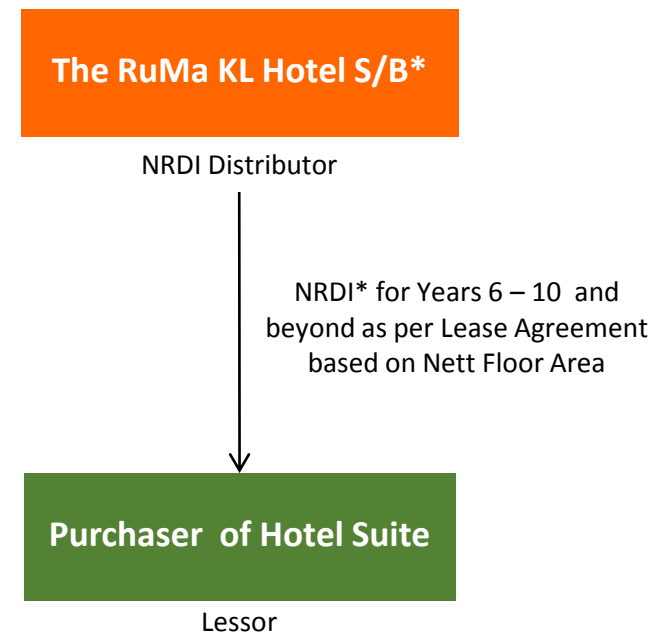 The RuMa KL Hotel S/B*
NRDI Distributor
NRDI* for Years 6 – 10 and
beyond as per Lease Agreement
based on Nett Floor Area
Purchaser of Hotel Suite
Lessor